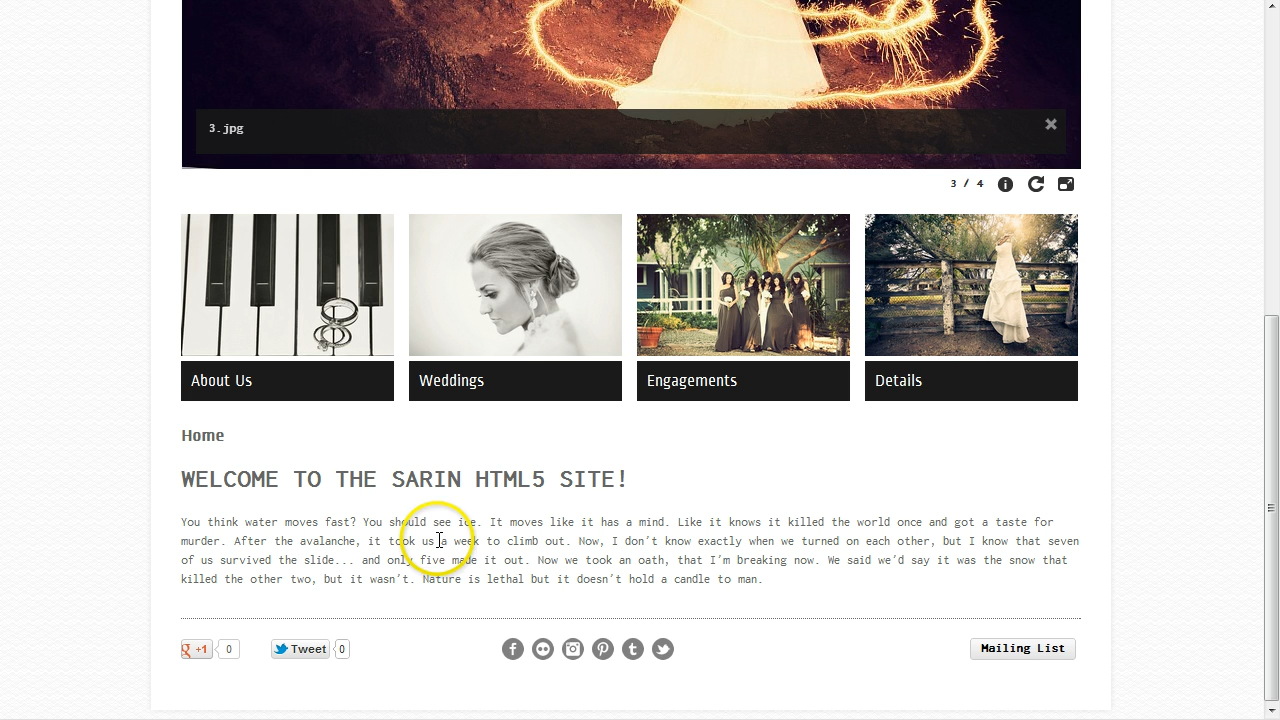 3.jpg
3 / 4
About Us
Weddings
Engagements
Details
Home
WELCOME TO THE SARIN HTML5 SITE!
You think water moves fast? You should see ice. It moves like it has a mind. Like it knows it killed the world once and got a taste for
murder. After the avalanche, it took us a week to climb out. Now, I don't know exactly when we turned on each other, but I know that seven
of us survived the slide... and only five made it out. Now we took an oath, that I'm breaking now. We said we'd say it was the snow that
killed the other two, but it wasn't. Nature is lethal but it doesn't hold a candle to man.
g +1 0 Tweet 0 Mailing List